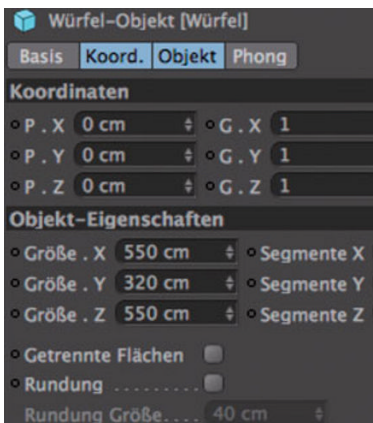 Würfel-Objekt [Würfel]
Basis Koord. Objekt Phong
Koordinaten
P . X 0 cm G . X 1
P . Y 0 cm G . Y 1
P . Z 0 cm G . Z 1
Objekt-Eigenschaften
Größe . X 550 cm Segmente X
Größe . Y 320 cm Segmente Y
Größe . Z 550 cm Segmente Z
Getrennte Flächen
Rundung . . . . . . . . .
Rundung Größe . . . . 40 cm